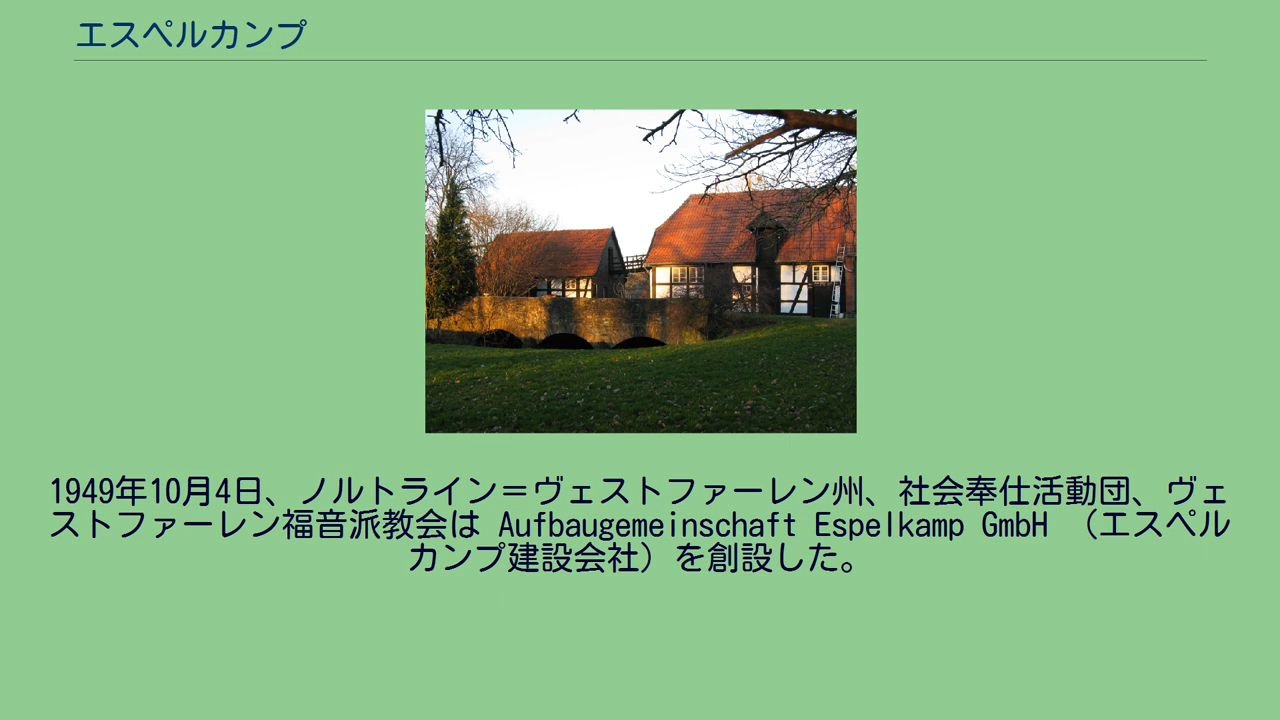 エスペルカンプ
1949年10月4日、ノルトライン＝ヴェストファーレン州、社会奉仕活動団、ヴェ
ストファーレン福音派教会は Aufbaugemeinschaft Espelkamp GmbH （エスペル
カンプ建設会社）を創設した。